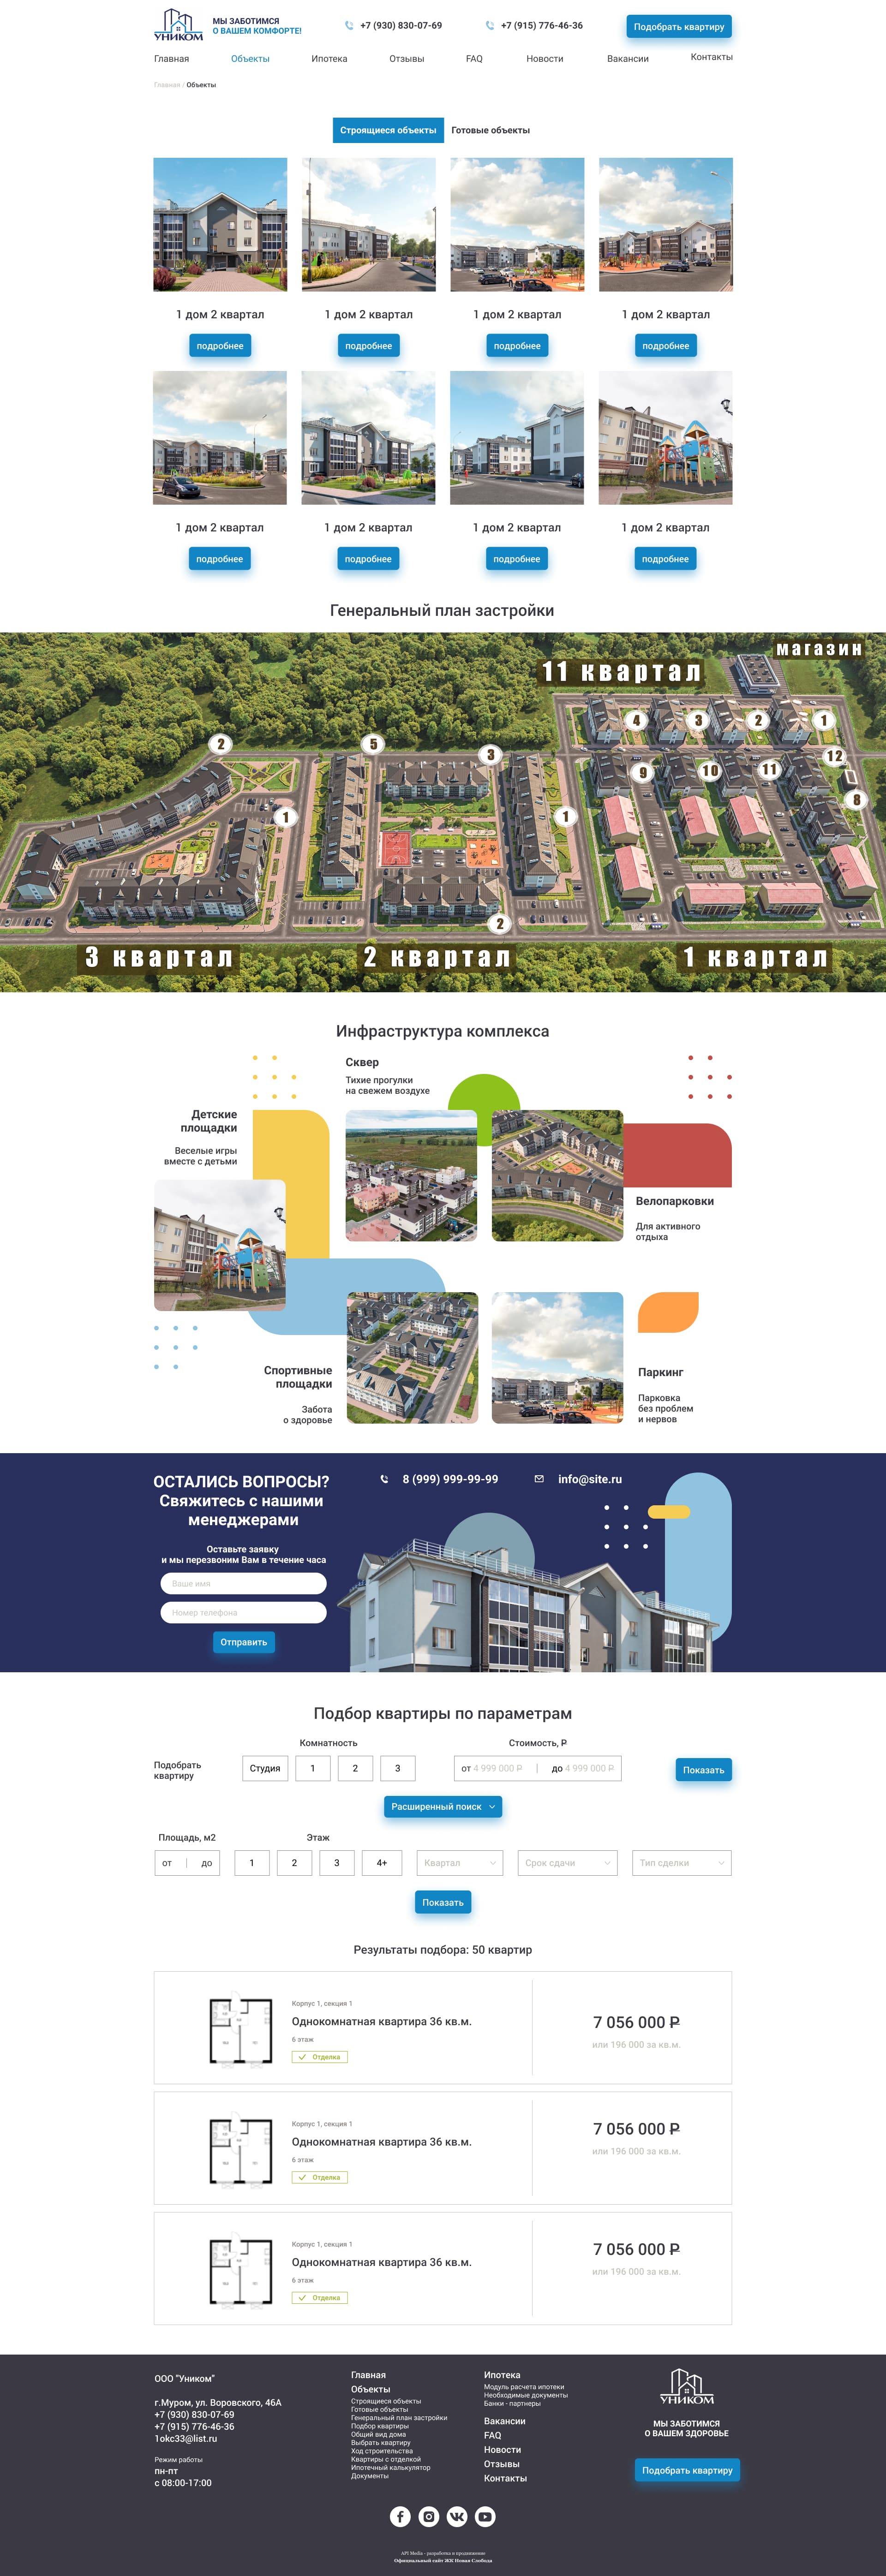 УНИКОМ
МЫ ЗАБОТИМСЯ
О ВАШЕМ КОМФОРТЕ!
+7 (930) 830-07-69
+7 (915) 776-46-36
Подобрать квартиру
Главная
Объекты
Ипотека
Отзывы
FAQ
Новости
Вакансии
Контакты
Главная / Объекты
Строящиеся объекты
Готовые объекты
1 дом 2 квартал
1 дом 2 квартал
1 дом 2 квартал
1 дом 2 квартал
подробнее
подробнее
подробнее
подробнее
1 дом 2 квартал
1 дом 2 квартал
1 дом 2 квартал
1 дом 2 квартал
подробнее
подробнее
подробнее
подробнее
Генеральный план застройки
магазин
11 квартал
4
3
2
1
2
5
3
12
9
10
11
8
1
1
2
3 квартал
2 квартал
1 квартал
Инфраструктура комплекса
Сквер
Тихие прогулки
на свежем воздухе
Детские
площадки
Веселые игры
вместе с детьми
Велопарковки
Для активного
отдыха
Спортивные
площадки
Забота
о здоровье
Паркинг
Парковка
без проблем
и нервов
ОСТАЛИСЬ ВОПРОСЫ?
Свяжитесь с нашими
менеджерами
8 (999) 999-99-99
info@site.ru
Оставьте заявку
и мы перезвоним Вам в течение часа
Ваше имя
Номер телефона
Отправить
Подбор квартиры по параметрам
Комнатность
Стоимость, ₽
Подобрать
квартиру
Студия
1
2
3
от 4 999 000 ₽
до 4 999 000 ₽
Показать
Расширенный поиск
Площадь, м2
Этаж
от
до
1
2
3
4+
Квартал
Срок сдачи
Тип сделки
Показать
Результаты подбора: 50 квартир
Корпус 1, секция 1
Однокомнатная квартира 36 кв.м.
6 этаж
Отделка
7 056 000 ₽
или 196 000 за кв.м.
Корпус 1, секция 1
Однокомнатная квартира 36 кв.м.
6 этаж
Отделка
7 056 000 ₽
или 196 000 за кв.м.
Корпус 1, секция 1
Однокомнатная квартира 36 кв.м.
6 этаж
Отделка
7 056 000 ₽
или 196 000 за кв.м.
ООО "Уником"
г.Муром, ул. Воровского, 46А
+7 (930) 830-07-69
+7 (915) 776-46-36
1okc33@list.ru
Режим работы
пн-пт
с 08:00-17:00
Главная
Объекты
Строящиеся объекты
Готовые объекты
Генеральный план застройки
Подбор квартиры
Общий вид дома
Выбрать квартиру
Ход строительства
Квартиры с отделкой
Ипотечный калькулятор
Документы
Ипотека
Модуль расчета ипотеки
Необходимые документы
Банки - партнеры
Вакансии
FAQ
Новости
Отзывы
Контакты
УНИКОМ
МЫ ЗАБОТИМСЯ
О ВАШЕМ ЗДОРОВЬЕ
Подобрать квартиру
API Media - разработка и продвижение
Официальный сайт ЖК Новая Слобода